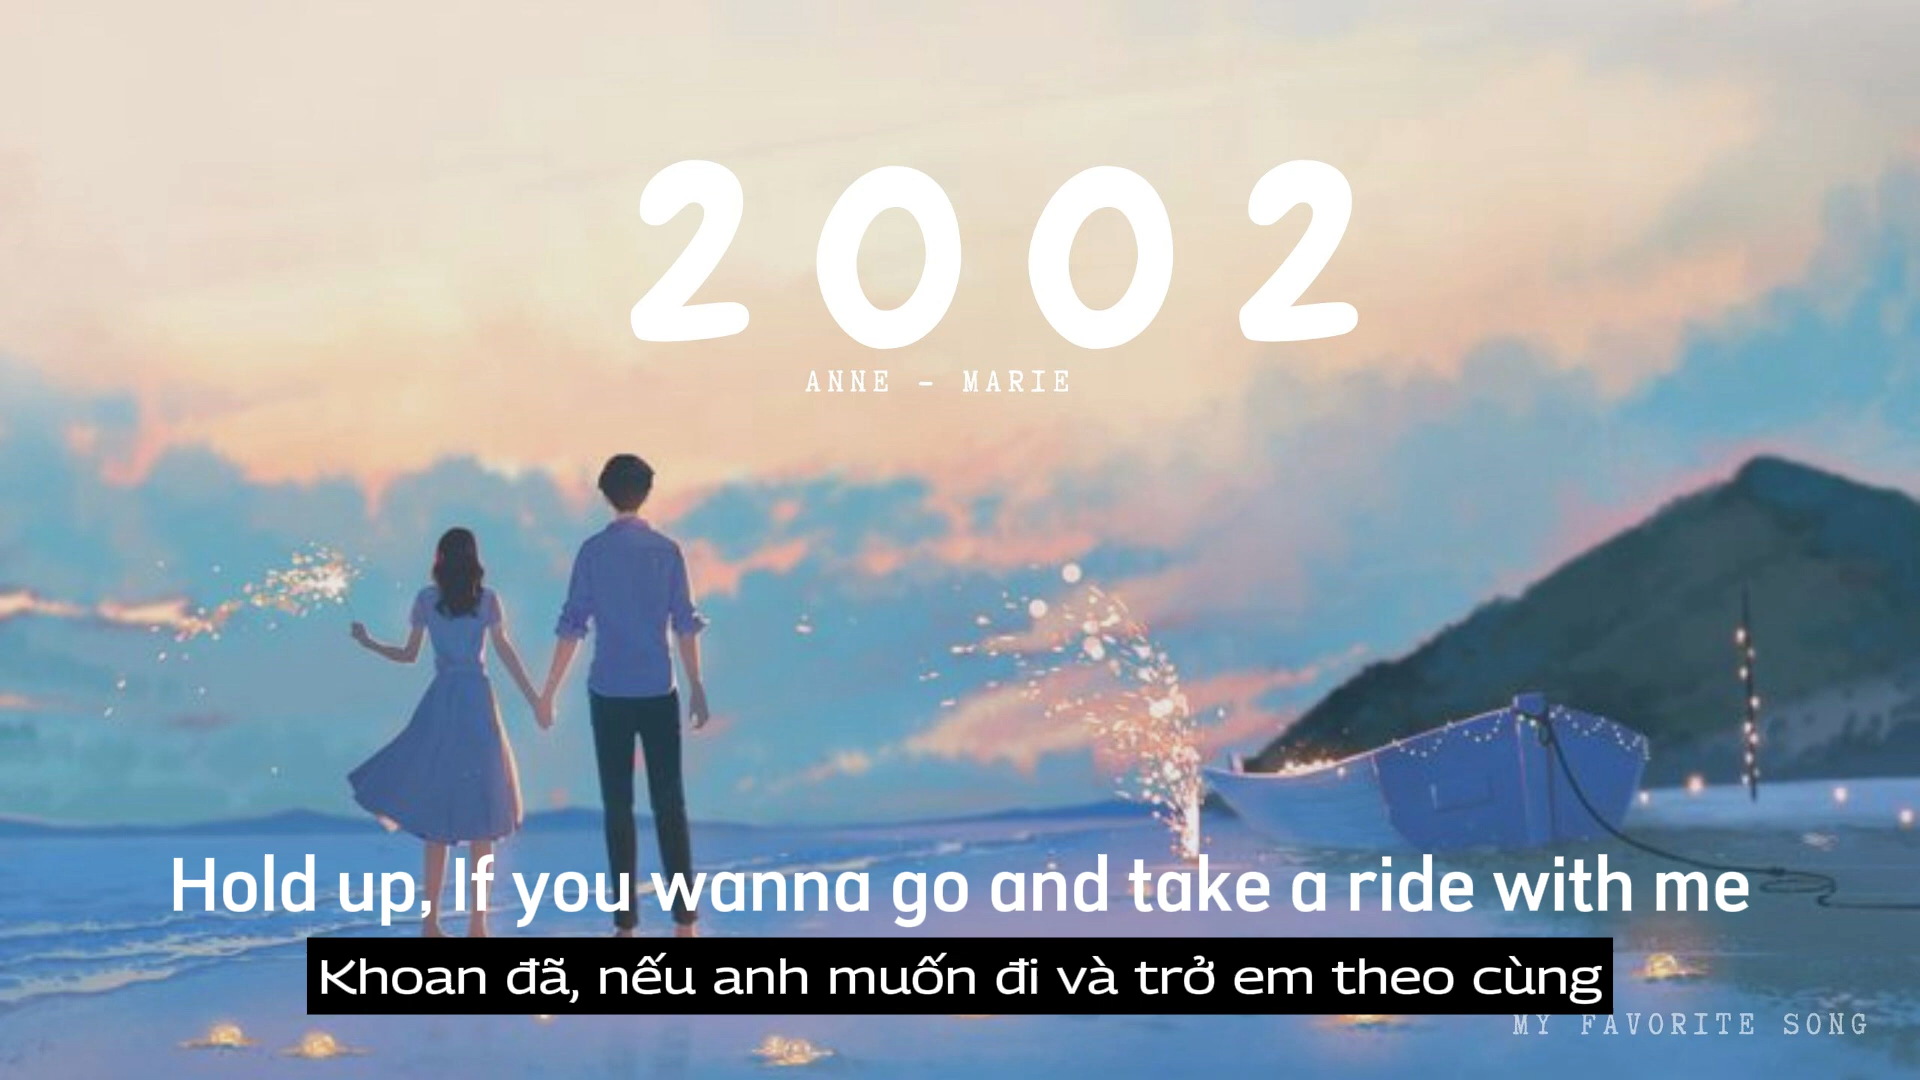 2002
ANNE - MARIE
Hold up, If you wanna go and take a ride with me
Khoan đã, nếu anh muốn đi và trở em theo cùng
MY FAVORITE SONG